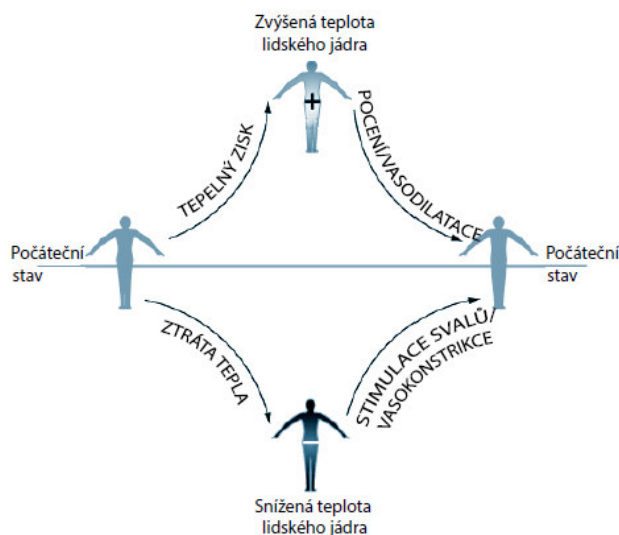 Zvýšená teplota
lidského jádra
TEPELNÝ ZISK
POCENÍ/VASODILATACE
Počáteční
stav
Počáteční
stav
ZTRÁTA TEPLA
STIMULACE SVALŮ/
VASOKONSTRIKCE
Snížená teplota
lidského jádra